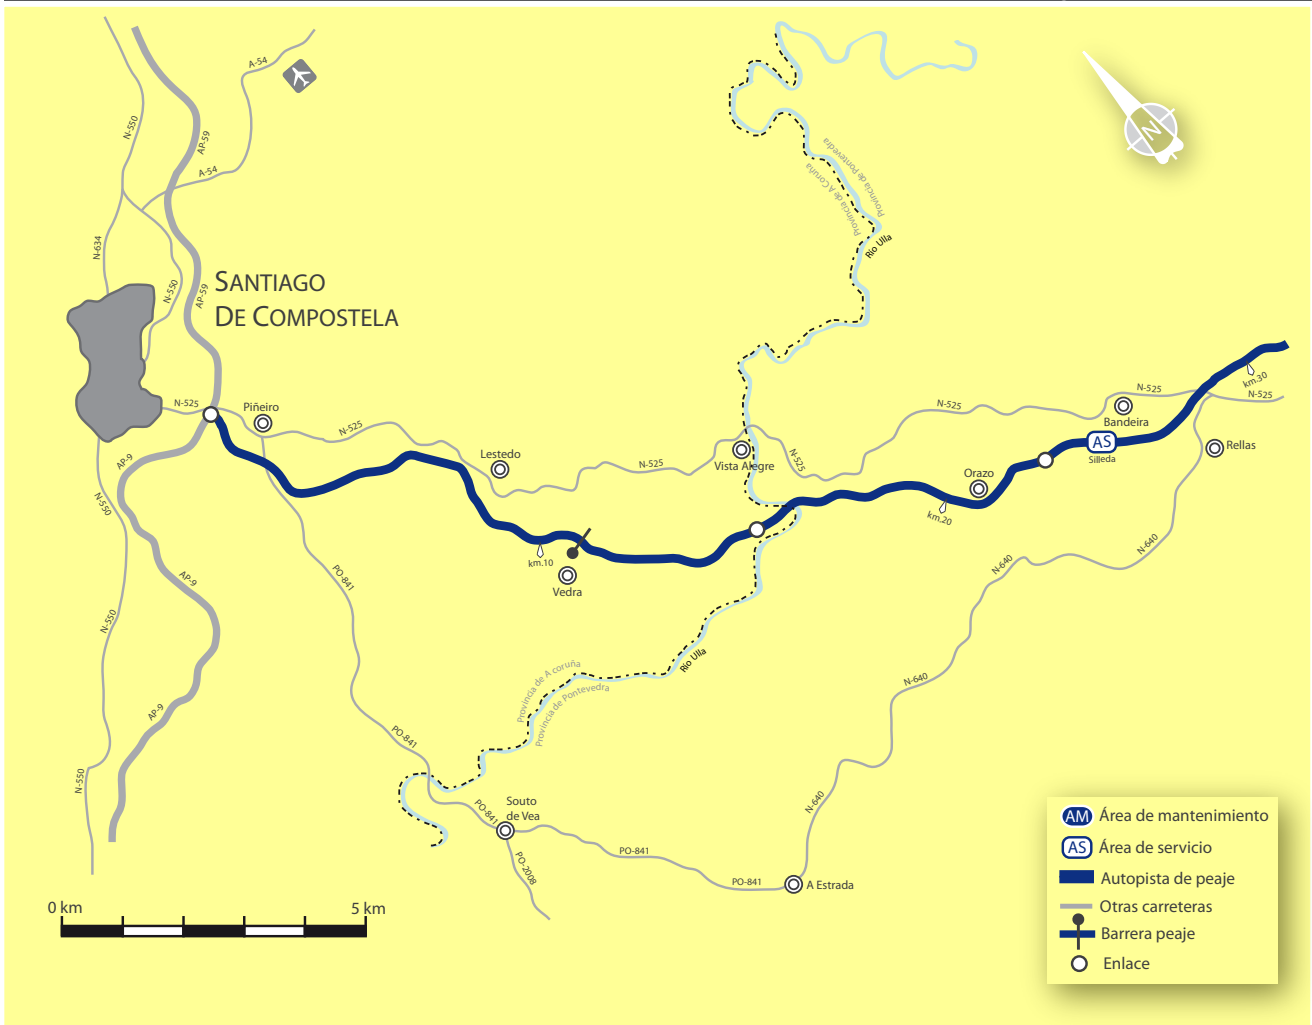 A-54
N-550
AP-59
A-54
N
Provincia de Pontevedra
Provincia de A Coruña
Río Ulla
N-634
N-550
AP-59
SANTIAGO
DE COMPOSTELA
km.30
N-525
N-525
N-525
Piñeiro
N-525
N-525
Bandeira
AS
Silleda
Rellas
Lestedo
N-525
Vista Alegre
N-525
Orazo
km.20
AP-9
N-550
km.10
Vedra
N-640
N-640
AP-9
PO-841
N-550
Río Ulla
Provincia de A coruña
Provincia de Pontevedra
N-640
AP-9
PO-841
N-550
PO-841
Souto
de Vea
N-640
PO-841
PO-2008
PO-841
A Estrada
0 km
5 km
AM Área de mantenimiento
AS Área de servicio
Autopista de peaje
Otras carreteras
Barrera peaje
Enlace